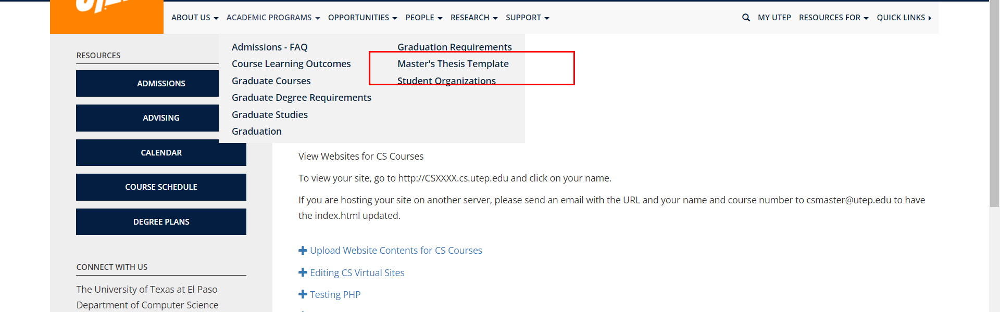 ABOUT US
ACADEMIC PROGRAMS
OPPORTUNITIES
PEOPLE
RESEARCH
SUPPORT
MY UTEP
RESOURCES FOR
QUICK LINKS
Admissions - FAQ
Course Learning Outcomes
Graduate Courses
Graduate Degree Requirements
Graduate Studies
Graduation
Graduation Requirements
Master's Thesis Template
Student Organizations
RESOURCES
ADMISSIONS
ADVISING
CALENDAR
COURSE SCHEDULE
DEGREE PLANS
CONNECT WITH US
The University of Texas at El Paso
Department of Computer Science
View Websites for CS Courses
To view your site, go to http://CSXXXX.cs.utep.edu and click on your name.
If you are hosting your site on another server, please send an email with the URL and your name and course number to csmaster@utep.edu to have
the index.html updated.
Upload Website Contents for CS Courses
Editing CS Virtual Sites
Testing PHP